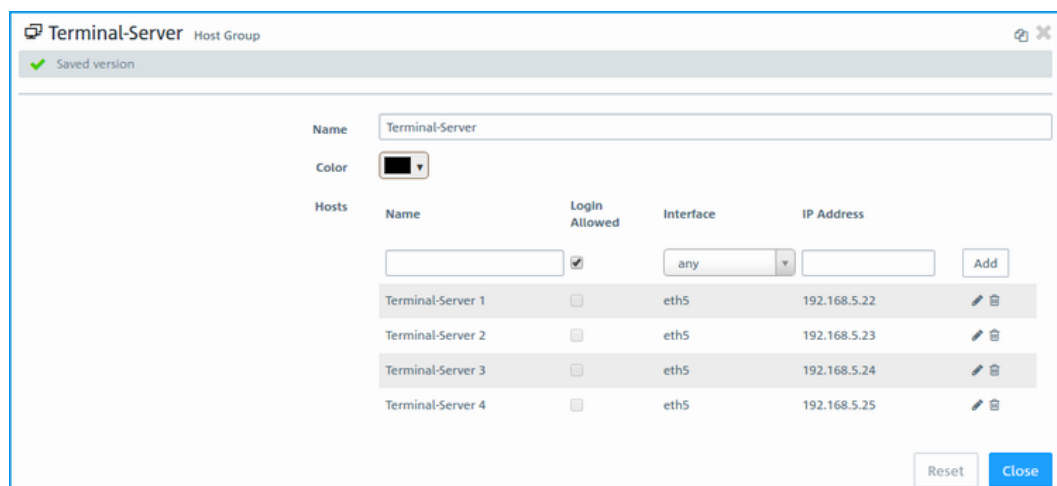 Terminal-Server Host Group
Saved version
Name Terminal-Server
Color
Hosts Name Login Allowed Interface IP Address
any Add
Terminal-Server 1 eth5 192.168.5.22
Terminal-Server 2 eth5 192.168.5.23
Terminal-Server 3 eth5 192.168.5.24
Terminal-Server 4 eth5 192.168.5.25
Reset Close